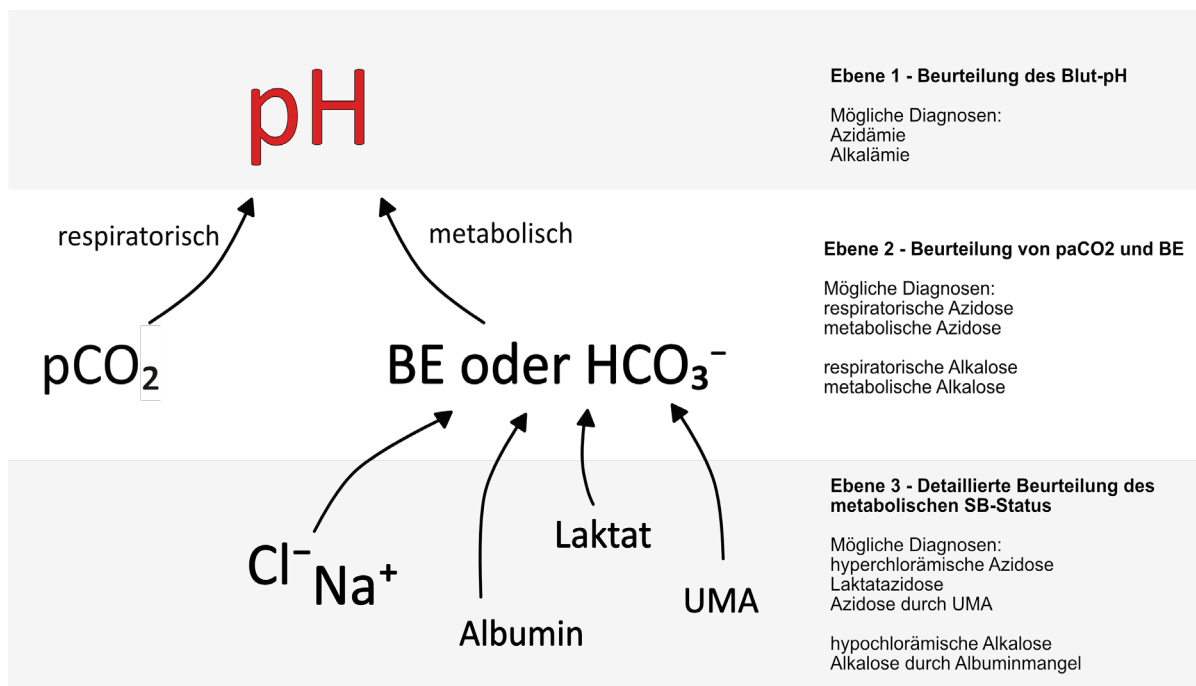 pH
Ebene 1 - Beurteilung des Blut-pH
Mögliche Diagnosen:
Azidämie
Alkalämie
respiratorisch
metabolisch
pCO₂
BE oder HCO₃⁻
Ebene 2 - Beurteilung von paCO2 und BE
Mögliche Diagnosen:
respiratorische Azidose
metabolische Azidose
respiratorische Alkalose
metabolische Alkalose
Cl⁻
Na⁺
Albumin
Laktat
UMA
Ebene 3 - Detaillierte Beurteilung des
metabolischen SB-Status
Mögliche Diagnosen:
hyperchlorämische Azidose
Laktatazidose
Azidose durch UMA
hypochlorämische Alkalose
Alkalose durch Albuminmangel